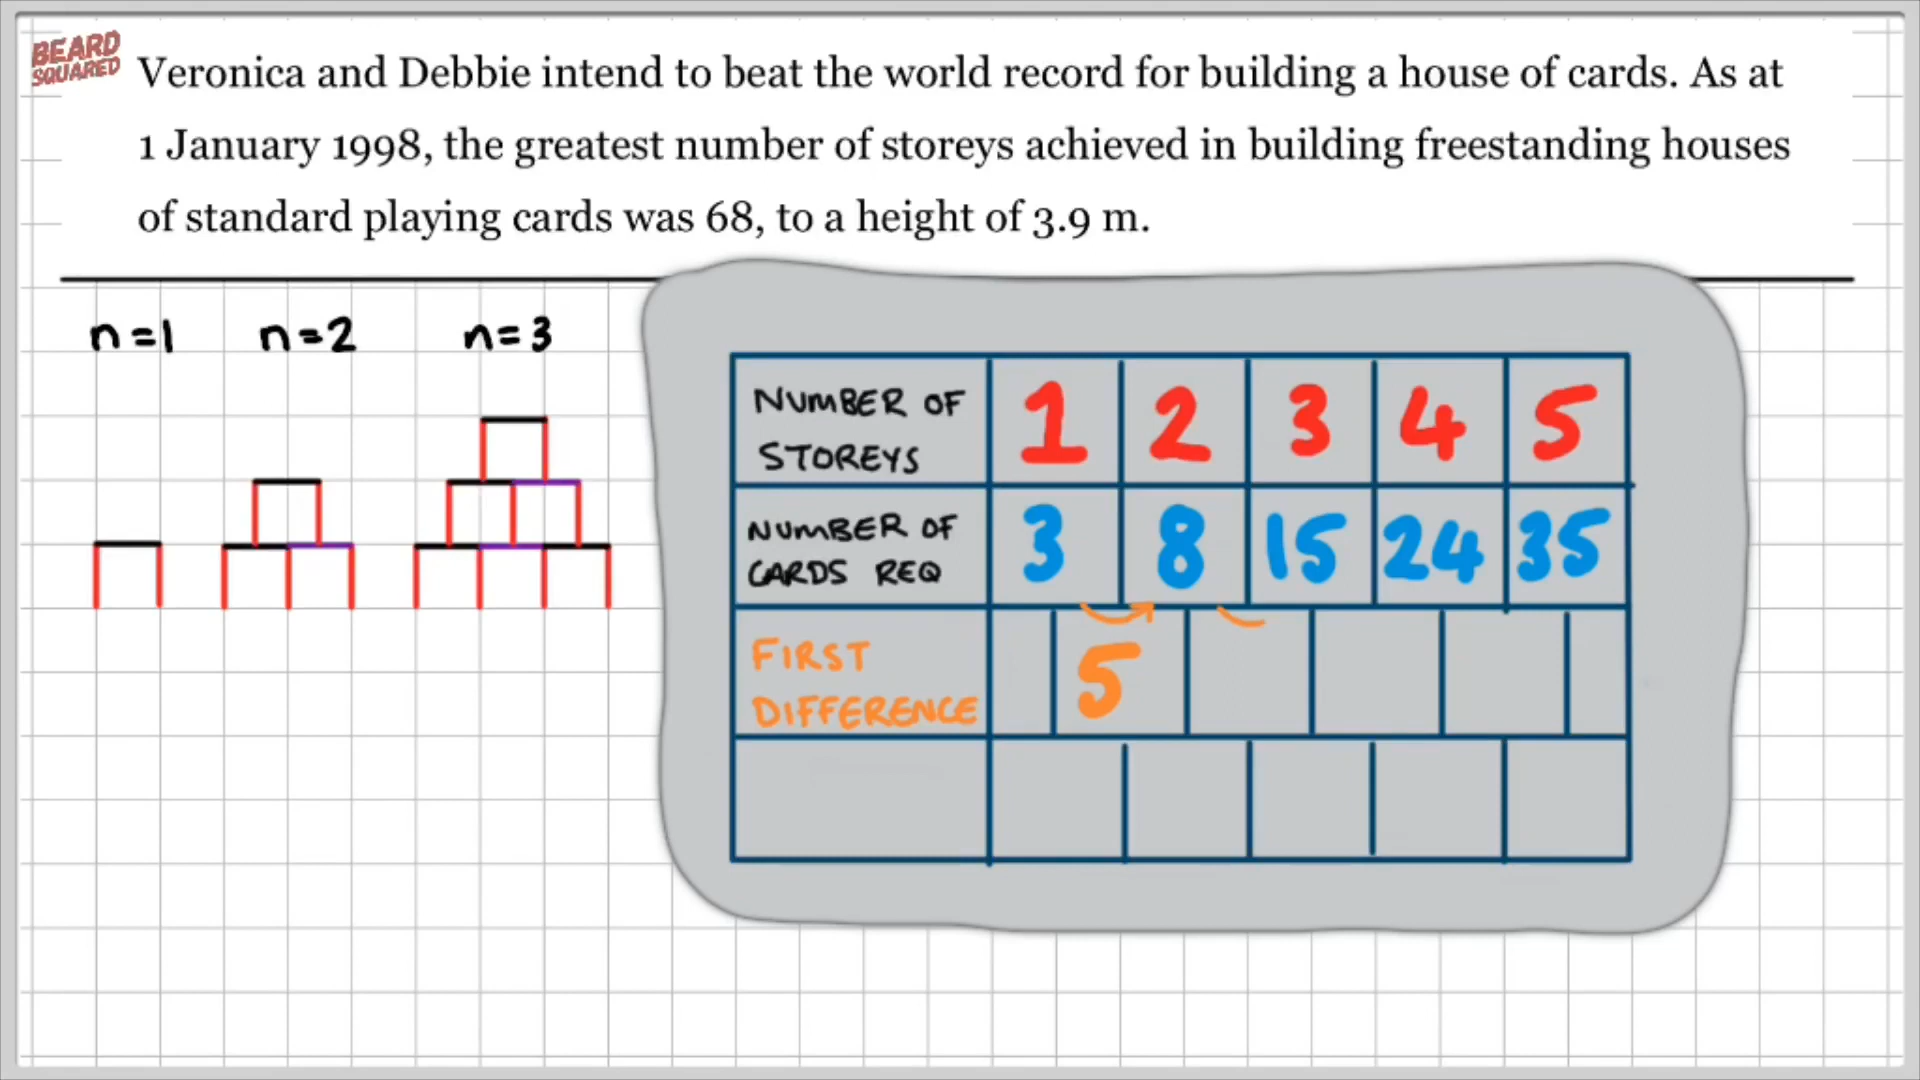 BEARD
SQUARED
Veronica and Debbie intend to beat the world record for building a house of cards. As at
1 January 1998, the greatest number of storeys achieved in building freestanding houses
of standard playing cards was 68, to a height of 3.9 m.
n=1 n=2 n=3
NUMBER OF
STOREYS
1 2 3 4 5
NUMBER OF
CARDS REQ
3 8 15 24 35
FIRST
DIFFERENCE
5